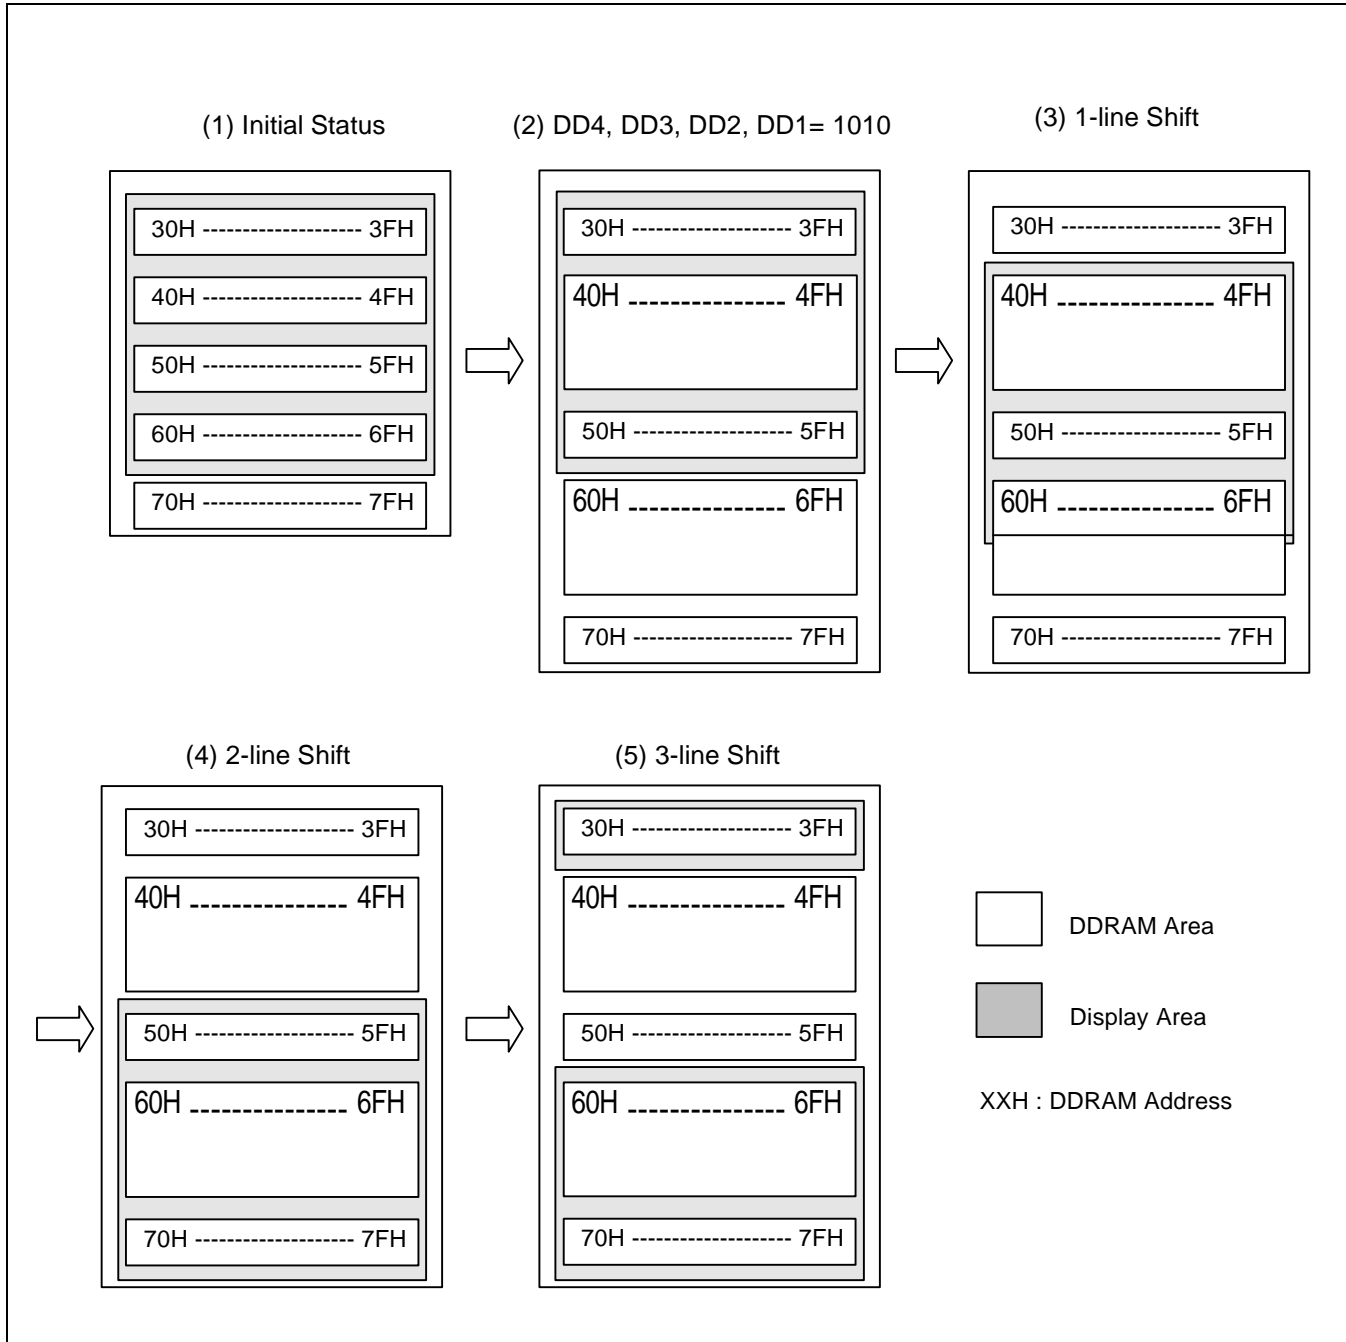 (1) Initial Status
30H -------------------- 3FH
40H -------------------- 4FH
50H -------------------- 5FH
60H -------------------- 6FH
70H -------------------- 7FH
(2) DD4, DD3, DD2, DD1= 1010
30H -------------------- 3FH
40H --------------- 4FH
50H -------------------- 5FH
60H --------------- 6FH
70H -------------------- 7FH
(3) 1-line Shift
30H -------------------- 3FH
40H --------------- 4FH
50H -------------------- 5FH
60H --------------- 6FH
70H -------------------- 7FH
(4) 2-line Shift
30H -------------------- 3FH
40H --------------- 4FH
50H -------------------- 5FH
60H --------------- 6FH
70H -------------------- 7FH
(5) 3-line Shift
30H -------------------- 3FH
40H --------------- 4FH
50H -------------------- 5FH
60H --------------- 6FH
70H -------------------- 7FH
DDRAM Area
Display Area
XXH : DDRAM Address